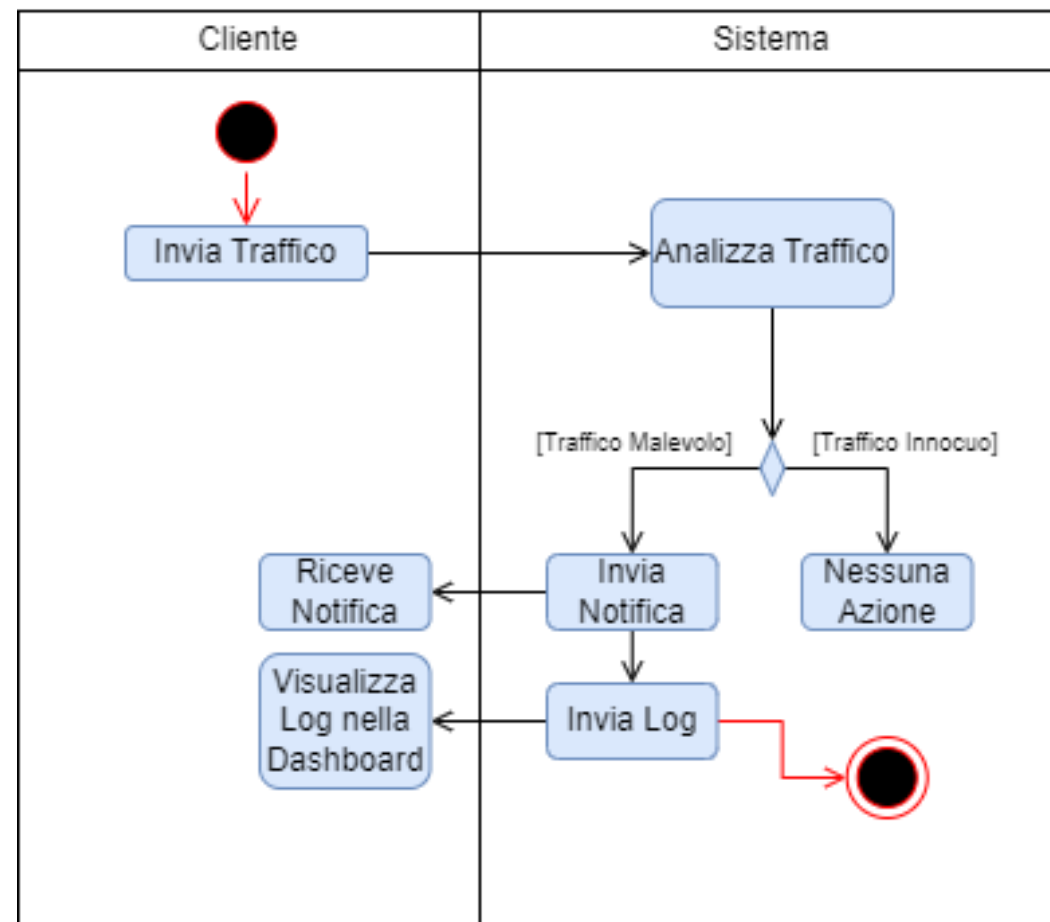 Cliente
Sistema
Invia Traffico
Analizza Traffico
[Traffico Malevolo]
[Traffico Innocuo]
Riceve
Notifica
Invia
Notifica
Nessuna
Azione
Visualizza
Log nella
Dashboard
Invia Log